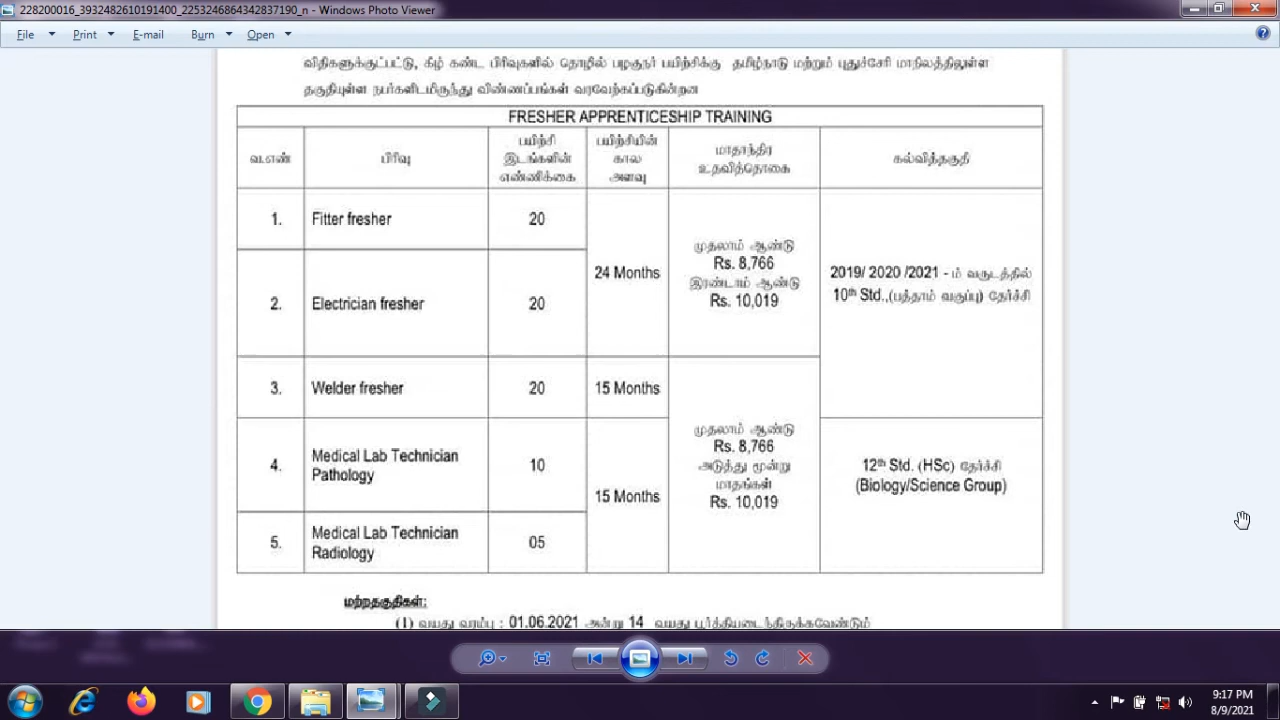 228200016_3932482610191400_2253246864342837190_n - Windows Photo Viewer
File Print E-mail Burn Open
விதிகளுக்குட்பட்டு, கீழ் கண்ட பிரிவுகளில் தொழில் பழகுநர் பயிற்சிக்கு தமிழ்நாடு மற்றும் புதுச்சேரி மாநிலத்திலுள்ள
தகுதியுள்ள நபர்களிடமிருந்து விண்ணப்பங்கள் வரவேற்கப்படுகின்றன
FRESHER APPRENTICESHIP TRAINING
வ.எண்
பிரிவு
பயிற்சி
இடங்களின்
எண்ணிக்கை
பயிற்சியின்
கால
அளவு
மாதாந்திர
உதவித்தொகை
கல்வித்தகுதி
1. Fitter fresher 20
2. Electrician fresher 20
24 Months
முதலாம் ஆண்டு
Rs. 8,766
இரண்டாம் ஆண்டு
Rs. 10,019
2019/ 2020 /2021 - ம் வருடத்தில்
10th Std.,(பத்தாம் வகுப்பு) தேர்ச்சி
3. Welder fresher 20 15 Months
முதலாம் ஆண்டு
Rs. 8,766
அடுத்து மூன்று
மாதங்கள்
Rs. 10,019
4. Medical Lab Technician
Pathology
10
15 Months
12th Std. (HSc) தேர்ச்சி
(Biology/Science Group)
5. Medical Lab Technician
Radiology
05
மற்றதகுதிகள்:
(1) வயது வரம்பு : 01.06.2021 அன்று 14 வயது பூர்த்தியடைந்திருக்கவேண்டும்
9:17 PM
8/9/2021